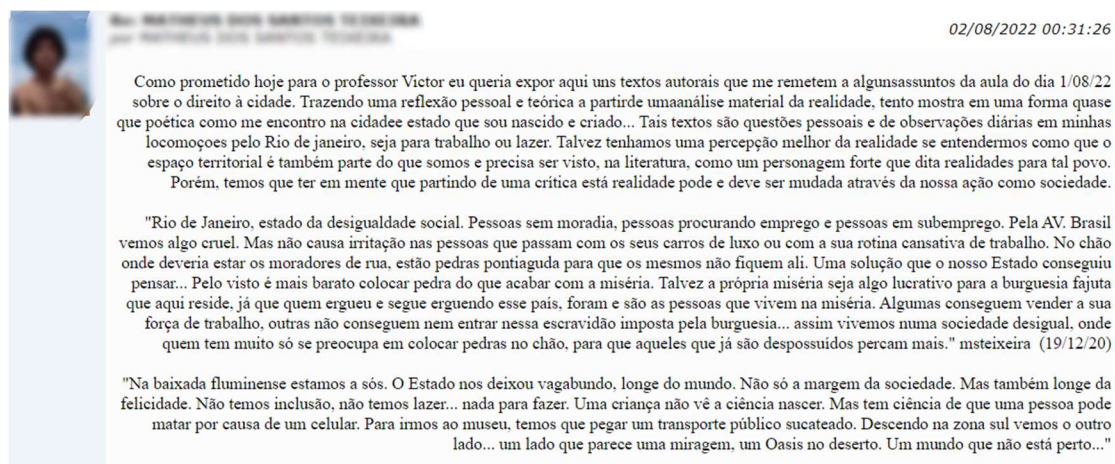 02/08/2022 00:31:26
Como prometido hoje para o professor Victor eu queria expor aqui uns textos autorais que me remetem a algunsassuntos da aula do dia 1/08/22
sobre o direito à cidade. Trazendo uma reflexão pessoal e teórica a partirde umaanálise material da realidade, tento mostra em uma forma quase
que poética como me encontro na cidadee estado que sou nascido e criado... Tais textos são questões pessoais e de observações diárias em minhas
locomoçoes pelo Rio de janeiro, seja para trabalho ou lazer. Talvez tenhamos uma percepção melhor da realidade se entendermos como que o
espaço territorial é também parte do que somos e precisa ser visto, na literatura, como um personagem forte que dita realidades para tal povo.
Porém, temos que ter em mente que partindo de uma crítica está realidade pode e deve ser mudada através da nossa ação como sociedade.
"Rio de Janeiro, estado da desigualdade social. Pessoas sem moradia, pessoas procurando emprego e pessoas em subemprego. Pela AV. Brasil
vemos algo cruel. Mas não causa irritação nas pessoas que passam com os seus carros de luxo ou com a sua rotina cansativa de trabalho. No chão
onde deveria estar os moradores de rua, estão pedras pontiaguda para que os mesmos não fiquem ali. Uma solução que o nosso Estado conseguiu
pensar... Pelo visto é mais barato colocar pedra do que acabar com a miséria. Talvez a própria miséria seja algo lucrativo para a burguesia fajuta
que aqui reside, já que quem ergueu e segue erguendo esse país, foram e são as pessoas que vivem na miséria. Algumas conseguem vender a sua
força de trabalho, outras não conseguem nem entrar nessa escravidão imposta pela burguesia... assim vivemos numa sociedade desigual, onde
quem tem muito só se preocupa em colocar pedras no chão, para que aqueles que já são despossuídos percam mais." msteixeira (19/12/20)
"Na baixada fluminense estamos a sós. O Estado nos deixou vagabundo, longe do mundo. Não só a margem da sociedade. Mas também longe da
felicidade. Não temos inclusão, não temos lazer... nada para fazer. Uma criança não vê a ciência nascer. Mas tem ciência de que uma pessoa pode
matar por causa de um celular. Para irmos ao museu, temos que pegar um transporte público sucateado. Descendo na zona sul vemos o outro
lado... um lado que parece uma miragem, um Oasis no deserto. Um mundo que não está perto..."